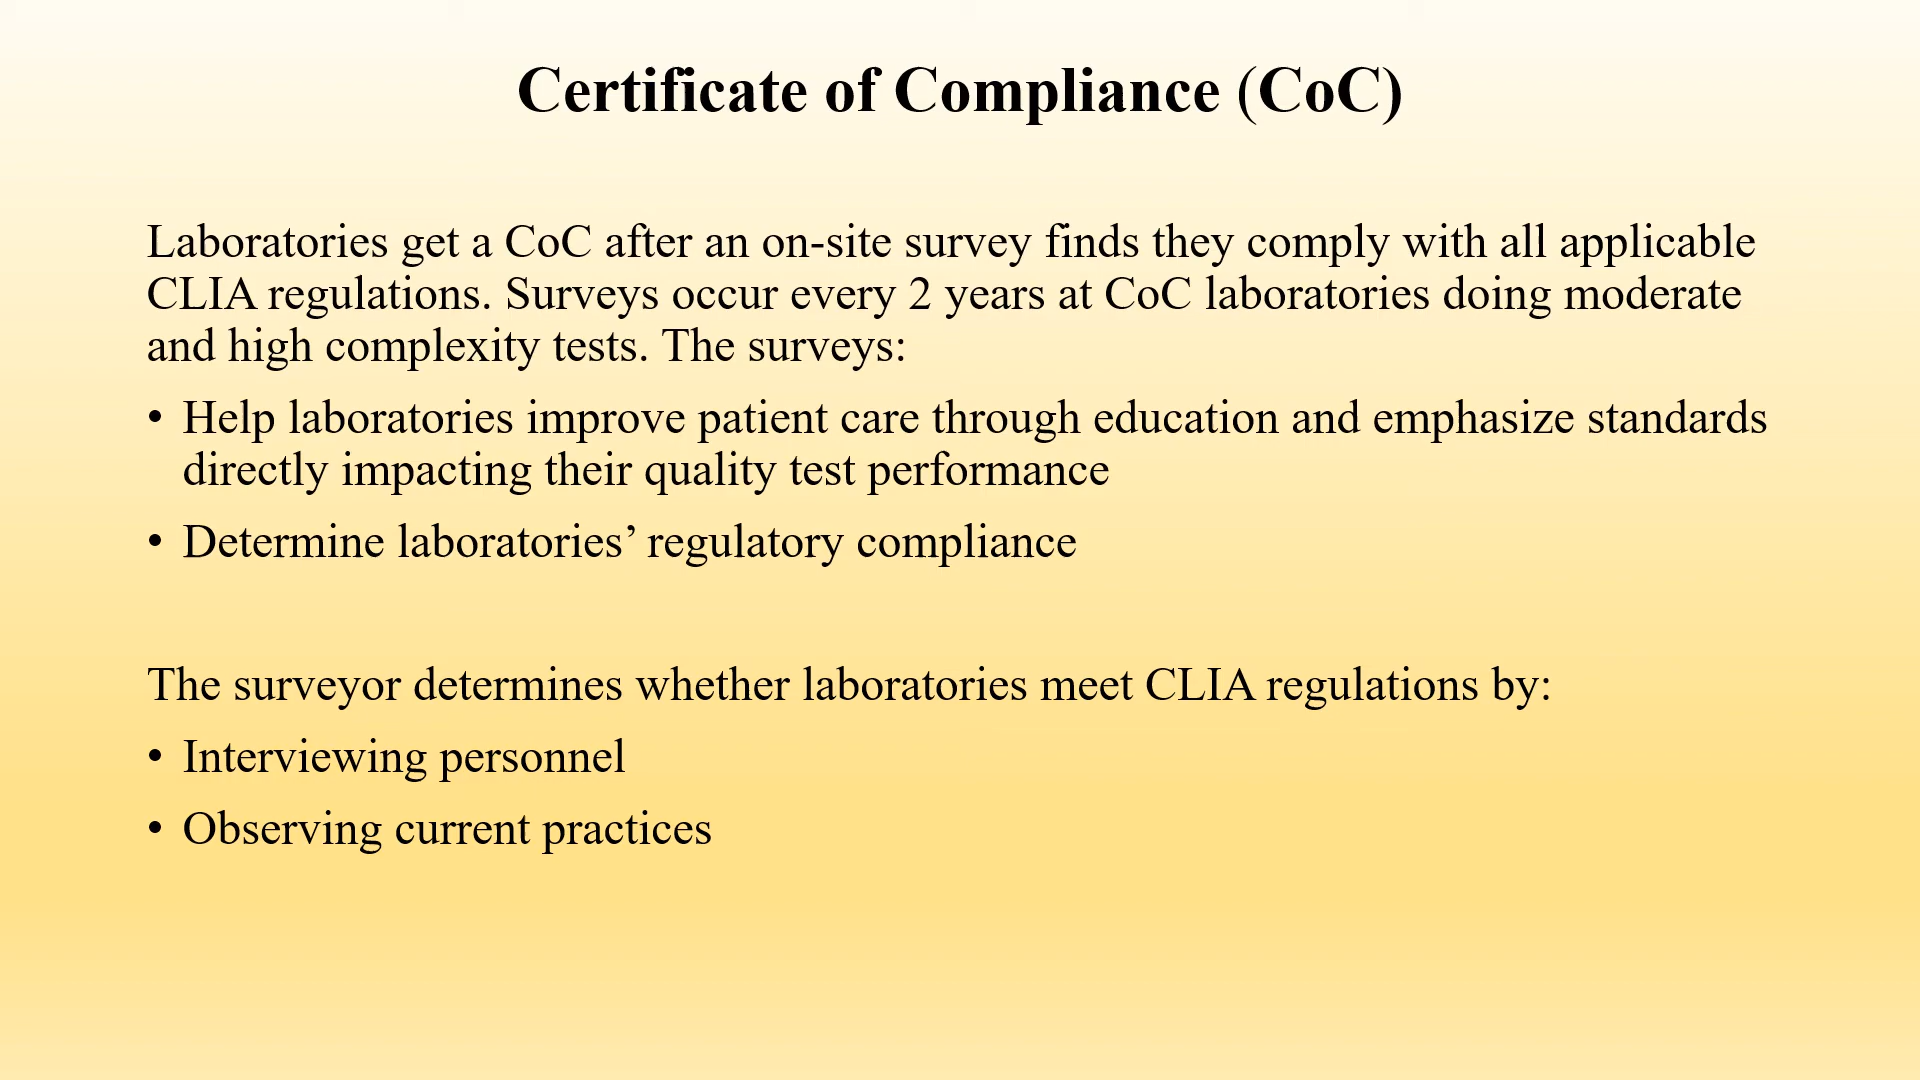 Certificate of Compliance (CoC)
Laboratories get a CoC after an on-site survey finds they comply with all applicable
CLIA regulations. Surveys occur every 2 years at CoC laboratories doing moderate
and high complexity tests. The surveys:
• Help laboratories improve patient care through education and emphasize standards
directly impacting their quality test performance
• Determine laboratories’ regulatory compliance
The surveyor determines whether laboratories meet CLIA regulations by:
• Interviewing personnel
• Observing current practices